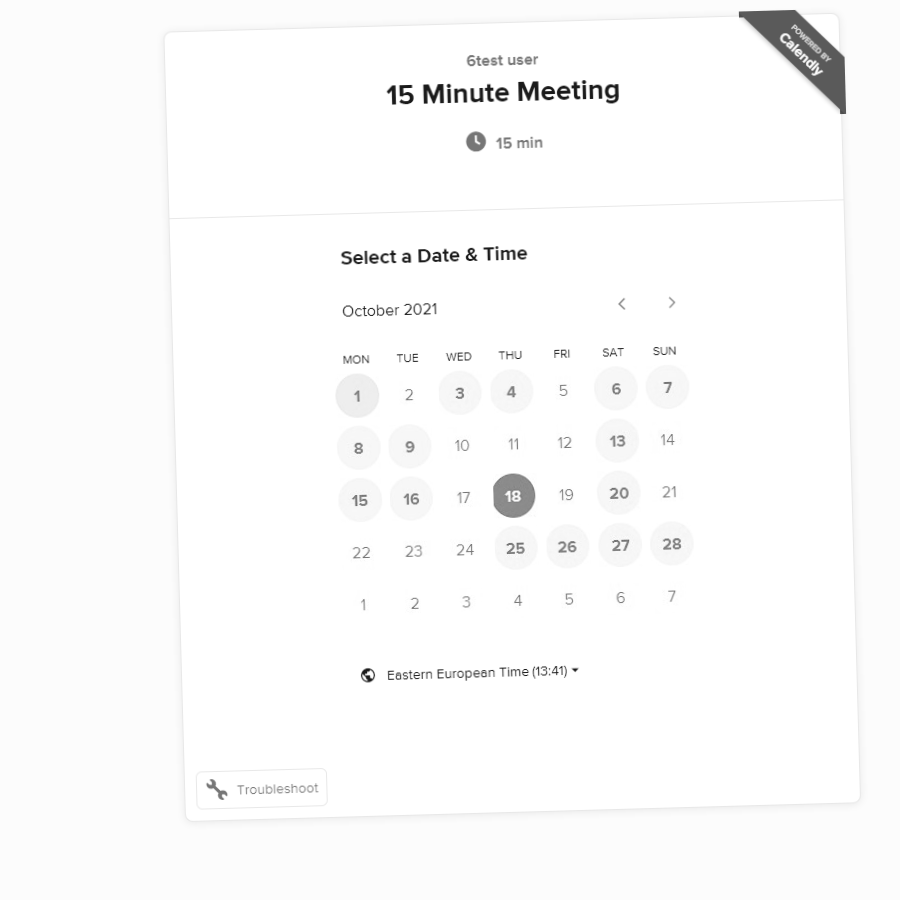 6test user
POWERED BY
Calendly
15 Minute Meeting
15 min
Select a Date & Time
October 2021
MON TUE WED THU FRI SAT SUN
1 2 3 4 5 6 7
8 9 10 11 12 13 14
15 16 17 18 19 20 21
22 23 24 25 26 27 28
1 2 3 4 5 6 7
Eastern European Time (13:41)
Troubleshoot